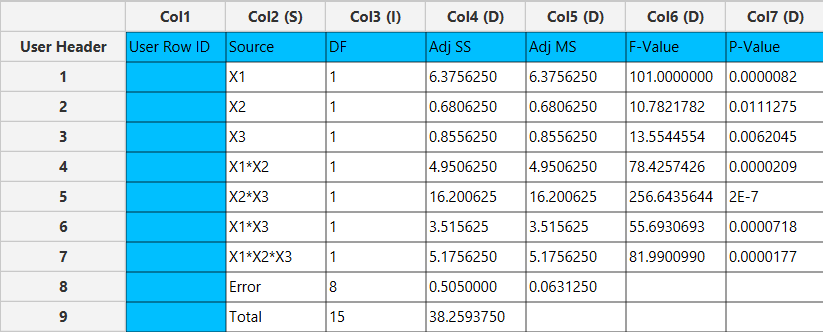 Col1 Col2 (S) Col3 (I) Col4 (D) Col5 (D) Col6 (D) Col7 (D)
User Header User Row ID Source DF Adj SS Adj MS F-Value P-Value
1 X1 1 6.3756250 6.3756250 101.0000000 0.0000082
2 X2 1 0.6806250 0.6806250 10.7821782 0.0111275
3 X3 1 0.8556250 0.8556250 13.5544554 0.0062045
4 X1*X2 1 4.9506250 4.9506250 78.4257426 0.0000209
5 X2*X3 1 16.200625 16.200625 256.6435644 2E-7
6 X1*X3 1 3.515625 3.515625 55.6930693 0.0000718
7 X1*X2*X3 1 5.1756250 5.1756250 81.9900990 0.0000177
8 Error 8 0.5050000 0.0631250
9 Total 15 38.2593750